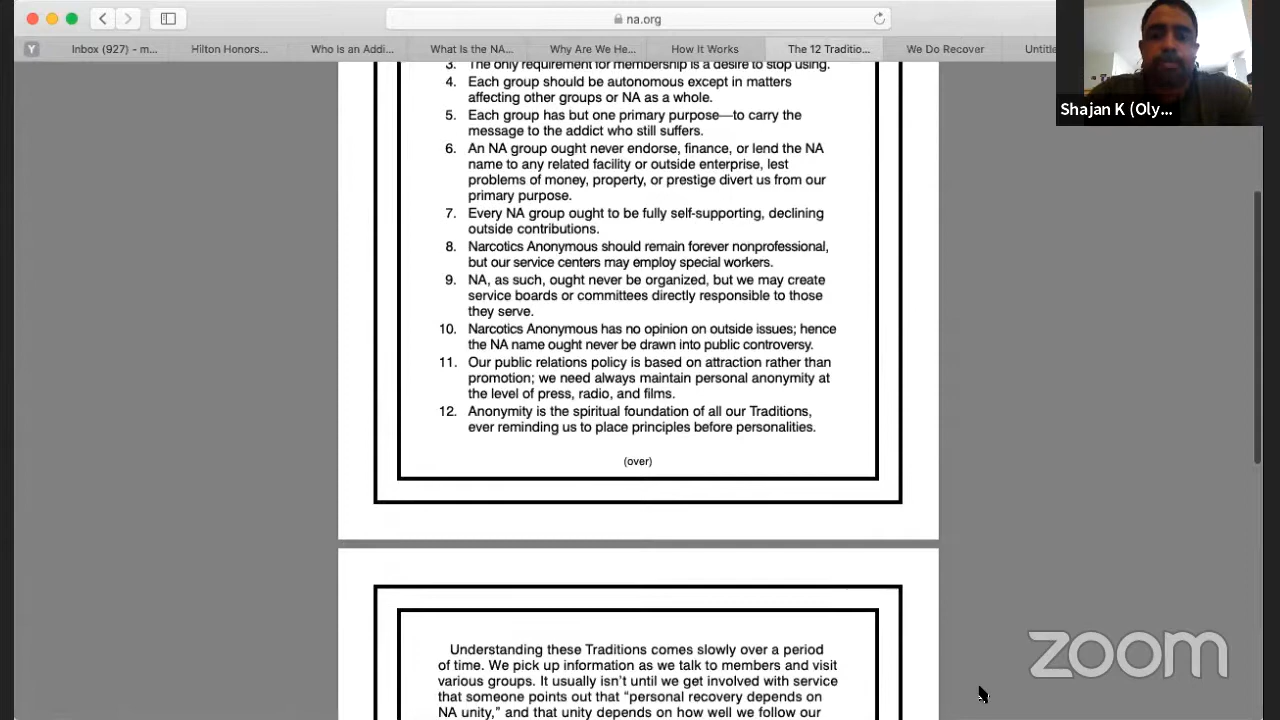 na.org
Y
Inbox (927) – m...
Hilton Honors...
Who Is an Addi...
What Is the NA...
Why Are We He...
How It Works
The 12 Traditio...
We Do Recover
Untitle
3. The only requirement for membership is a desire to stop using.
4. Each group should be autonomous except in matters
affecting other groups or NA as a whole.
5. Each group has but one primary purpose—to carry the
message to the addict who still suffers.
6. An NA group ought never endorse, finance, or lend the NA
name to any related facility or outside enterprise, lest
problems of money, property, or prestige divert us from our
primary purpose.
7. Every NA group ought to be fully self-supporting, declining
outside contributions.
8. Narcotics Anonymous should remain forever nonprofessional,
but our service centers may employ special workers.
9. NA, as such, ought never be organized, but we may create
service boards or committees directly responsible to those
they serve.
10. Narcotics Anonymous has no opinion on outside issues; hence
the NA name ought never be drawn into public controversy.
11. Our public relations policy is based on attraction rather than
promotion; we need always maintain personal anonymity at
the level of press, radio, and films.
12. Anonymity is the spiritual foundation of all our Traditions,
ever reminding us to place principles before personalities.
(over)
Understanding these Traditions comes slowly over a period
of time. We pick up information as we talk to members and visit
various groups. It usually isn't until we get involved with service
that someone points out that “personal recovery depends on
NA unity,” and that unity depends on how well we follow our
Shajan K (Oly...
zoom